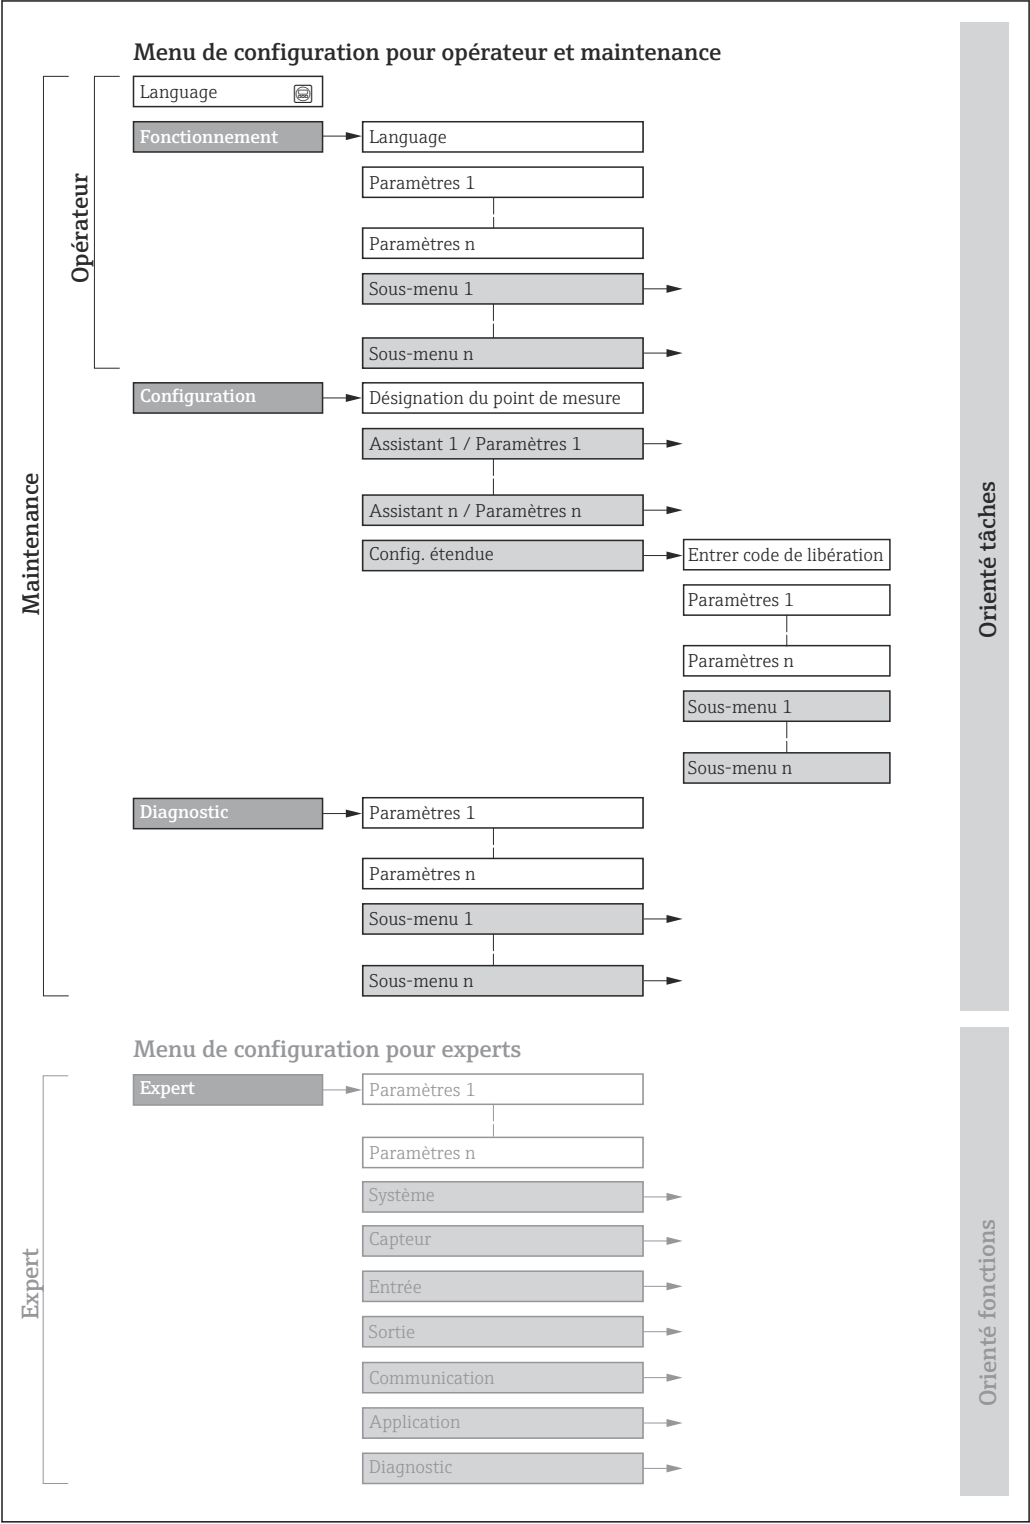 Menu de configuration pour opérateur et maintenance
Language
Fonctionnement
Language
Paramètres 1
Paramètres n
Sous-menu 1
Sous-menu n
Opérateur
Configuration
Désignation du point de mesure
Assistant 1 / Paramètres 1
Assistant n / Paramètres n
Config. étendue
Entrer code de libération
Paramètres 1
Paramètres n
Sous-menu 1
Sous-menu n
Maintenance
Orienté tâches
Diagnostic
Paramètres 1
Paramètres n
Sous-menu 1
Sous-menu n
Menu de configuration pour experts
Expert
Paramètres 1
Paramètres n
Système
Capteur
Entrée
Sortie
Communication
Application
Diagnostic
Expert
Orienté fonctions